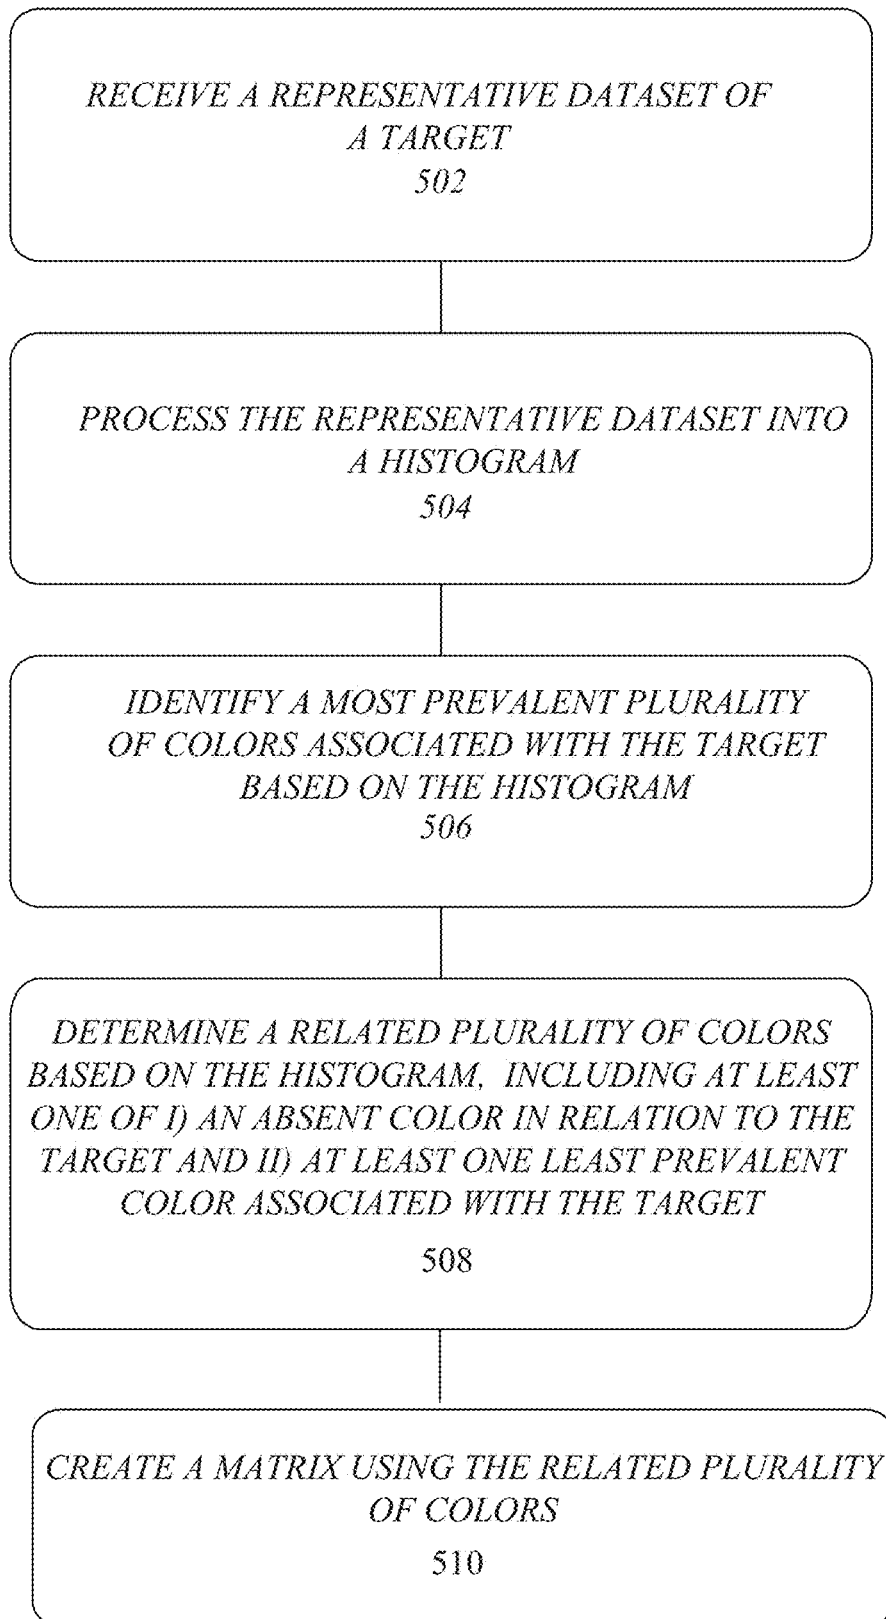 RECEIVE A REPRESENTATIVE DATASET OF
A TARGET
502
PROCESS THE REPRESENTATIVE DATASET INTO
A HISTOGRAM
504
IDENTIFY A MOST PREVALENT PLURALITY
OF COLORS ASSOCIATED WITH THE TARGET
BASED ON THE HISTOGRAM
506
DETERMINE A RELATED PLURALITY OF COLORS
BASED ON THE HISTOGRAM, INCLUDING AT LEAST
ONE OF I) AN ABSENT COLOR IN RELATION TO THE
TARGET AND II) AT LEAST ONE LEAST PREVALENT
COLOR ASSOCIATED WITH THE TARGET
508
CREATE A MATRIX USING THE RELATED PLURALITY
OF COLORS
510